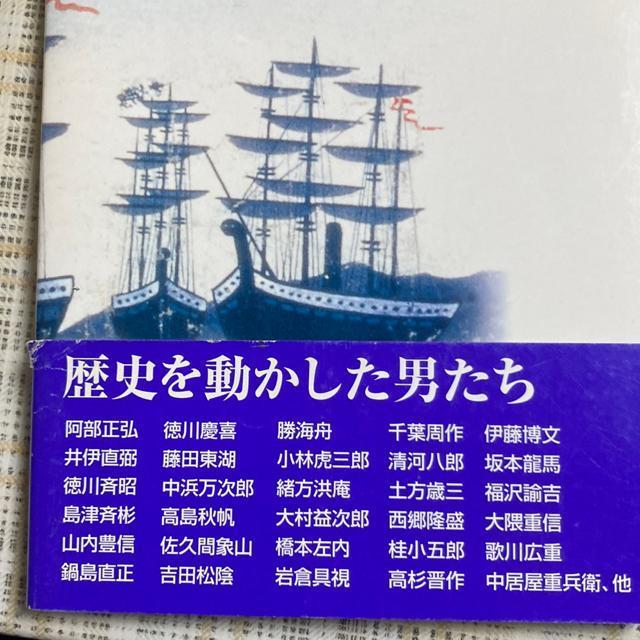 歴史を動かした男たち
阿部正弘 徳川慶喜 勝海舟 千葉周作 伊藤博文
井伊直弼 藤田東湖 小林虎三郎 清河八郎 坂本龍馬
徳川斉昭 中浜万次郎 緒方洪庵 土方歳三 福沢諭吉
島津斉彬 高島秋帆 大村益次郎 西郷隆盛 大隈重信
山内豊信 佐久間象山 橋本左内 桂小五郎 歌川広重
鍋島直正 吉田松陰 岩倉具視 高杉晋作 中居屋重兵衛、他